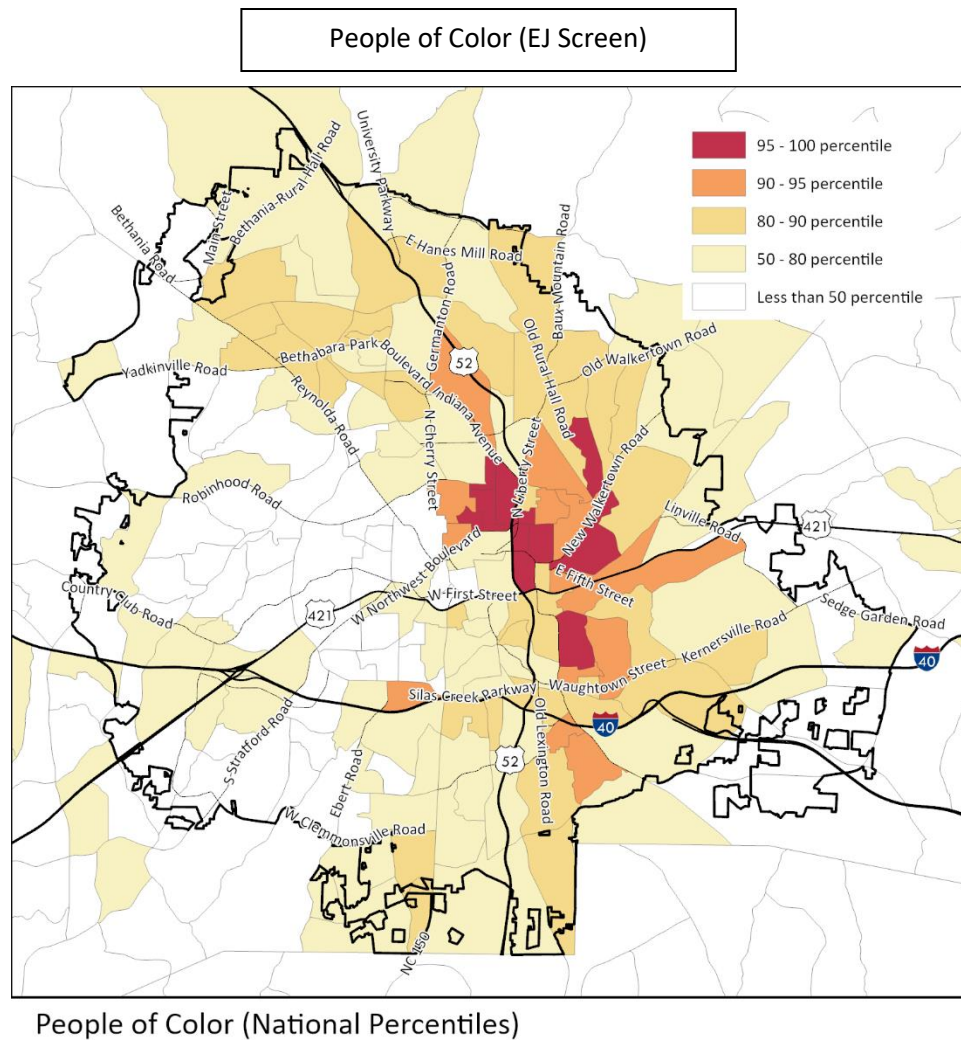 People of Color (EJ Screen)
95 - 100 percentile
90 - 95 percentile
80 - 90 percentile
50 - 80 percentile
Less than 50 percentile
University Parkway
Bethania-Rural-Hall Road
Main Street
Bethania Road
E Hanes Mill Road
Baux Mountain Road
Germanton Road
Old Rural Hall Road
Old Walkertown Road
52
Bethabara Park Boulevard
Yadkinville Road
Indiana Avenue
Reynolda Road
N Cherry Street
N Liberty Street
New Walkertown Road
Robinhood Road
Linville Road
421
W Northwest Boulevard
E Fifth Street
Country Club Road
W First Street
421
Sedge Garden Road
Kernersville Road
40
Silas Creek Parkway
Waughtown Street
40
Old Lexington Road
S Stratford Road
52
Ebert Road
W Clemmonsville Road
NC 150
People of Color (National Percentiles)